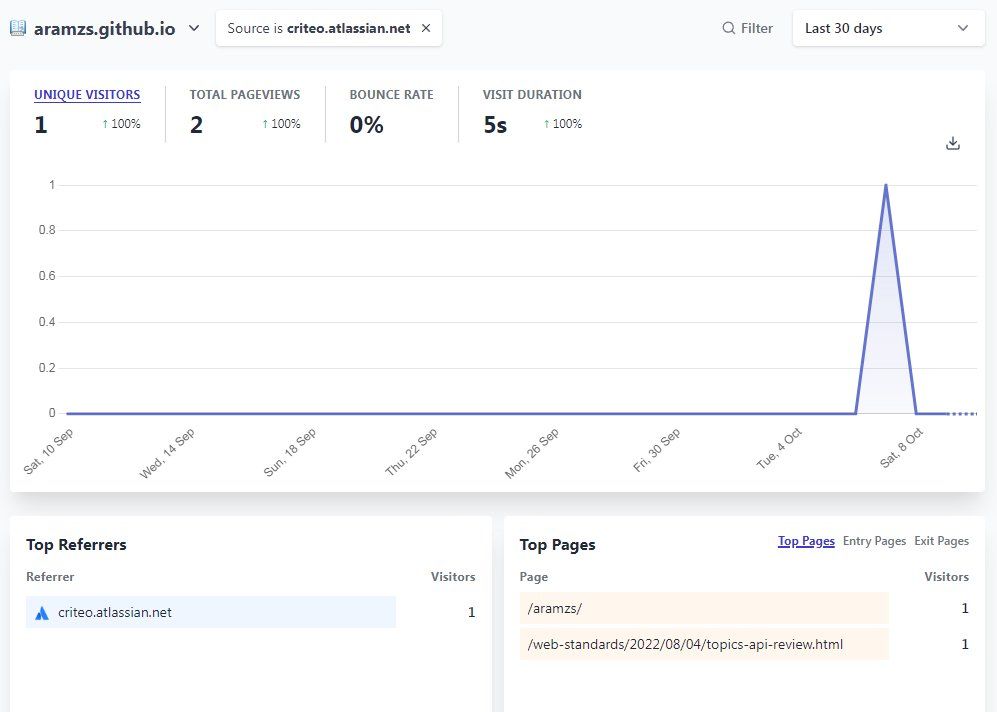 aramzs.github.io
Source is criteo.atlassian.net ×
Filter
Last 30 days
UNIQUE VISITORS
1 ↑ 100%
TOTAL PAGEVIEWS
2 ↑ 100%
BOUNCE RATE
0%
VISIT DURATION
5s ↑ 100%
1
0.8
0.6
0.4
0.2
0
Sat, 10 Sep
Wed, 14 Sep
Sun, 18 Sep
Thu, 22 Sep
Mon, 26 Sep
Fri, 30 Sep
Tue, 4 Oct
Sat, 8 Oct
Top Referrers
Referrer Visitors
criteo.atlassian.net 1
Top Pages
Top Pages Entry Pages Exit Pages
Page Visitors
/aramzs/ 1
/web-standards/2022/08/04/topics-api-review.html 1